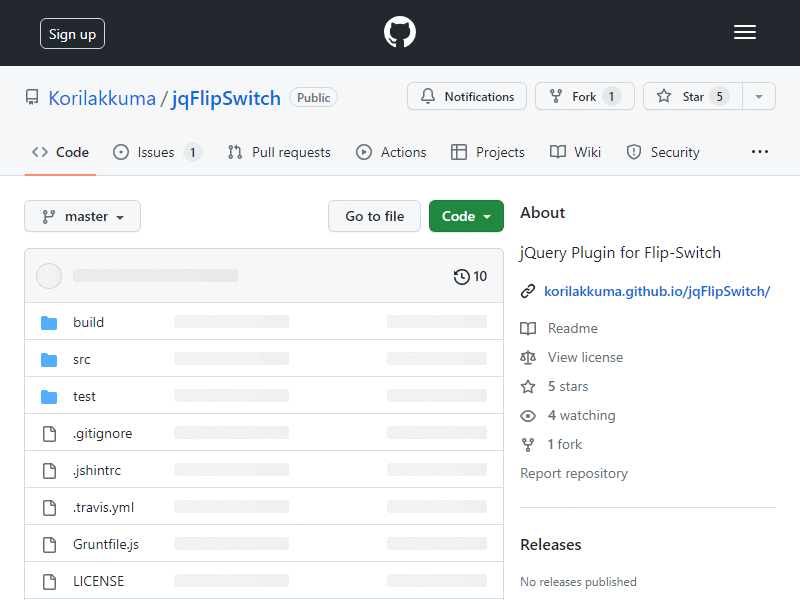 Sign up
Korilakkuma / jqFlipSwitch Public
Notifications Fork 1 Star 5
Code Issues 1 Pull requests Actions Projects Wiki Security
master Go to file Code
10
build
src
test
.gitignore
.jshintrc
.travis.yml
Gruntfile.js
LICENSE
About
jQuery Plugin for Flip-Switch
korilakkuma.github.io/jqFlipSwitch/
Readme
View license
5 stars
4 watching
1 fork
Report repository
Releases
No releases published